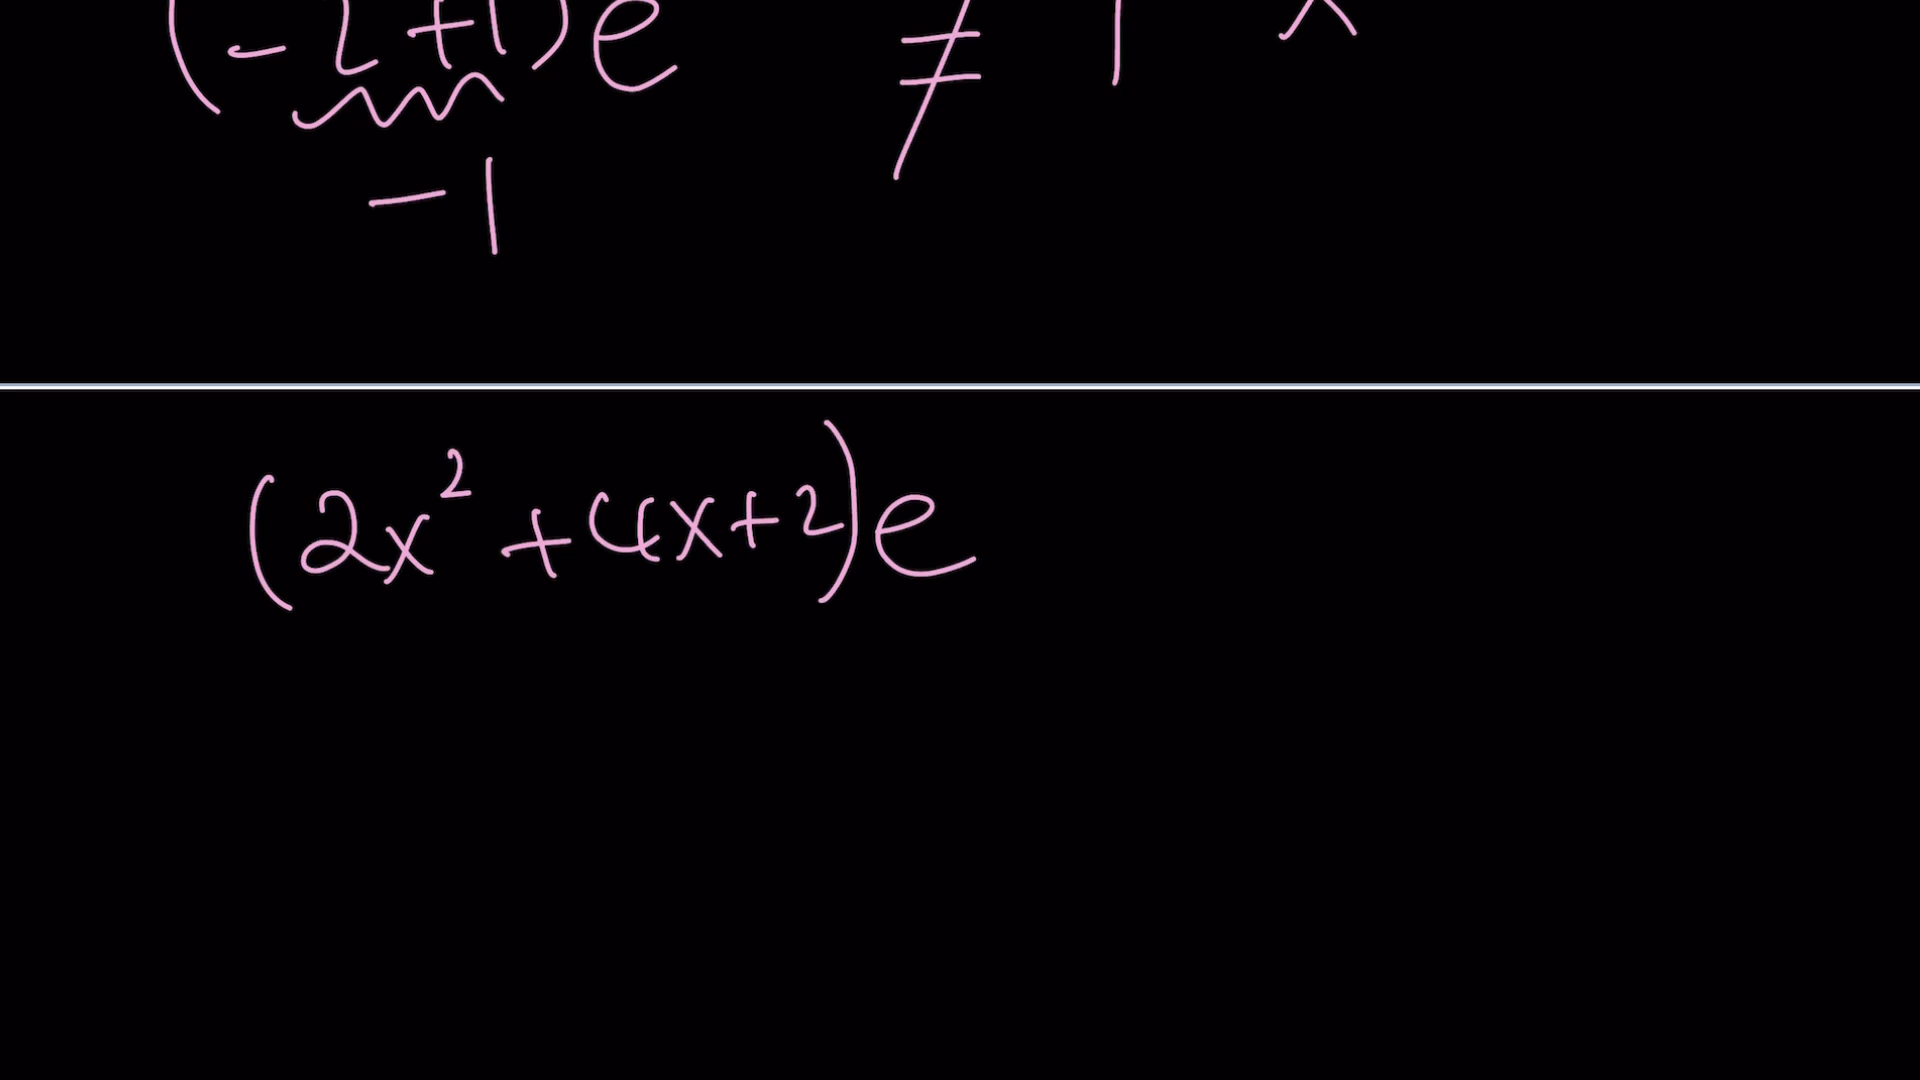 (-2+1)e ≠ 1 x
-1
(2x²+4x+2)e